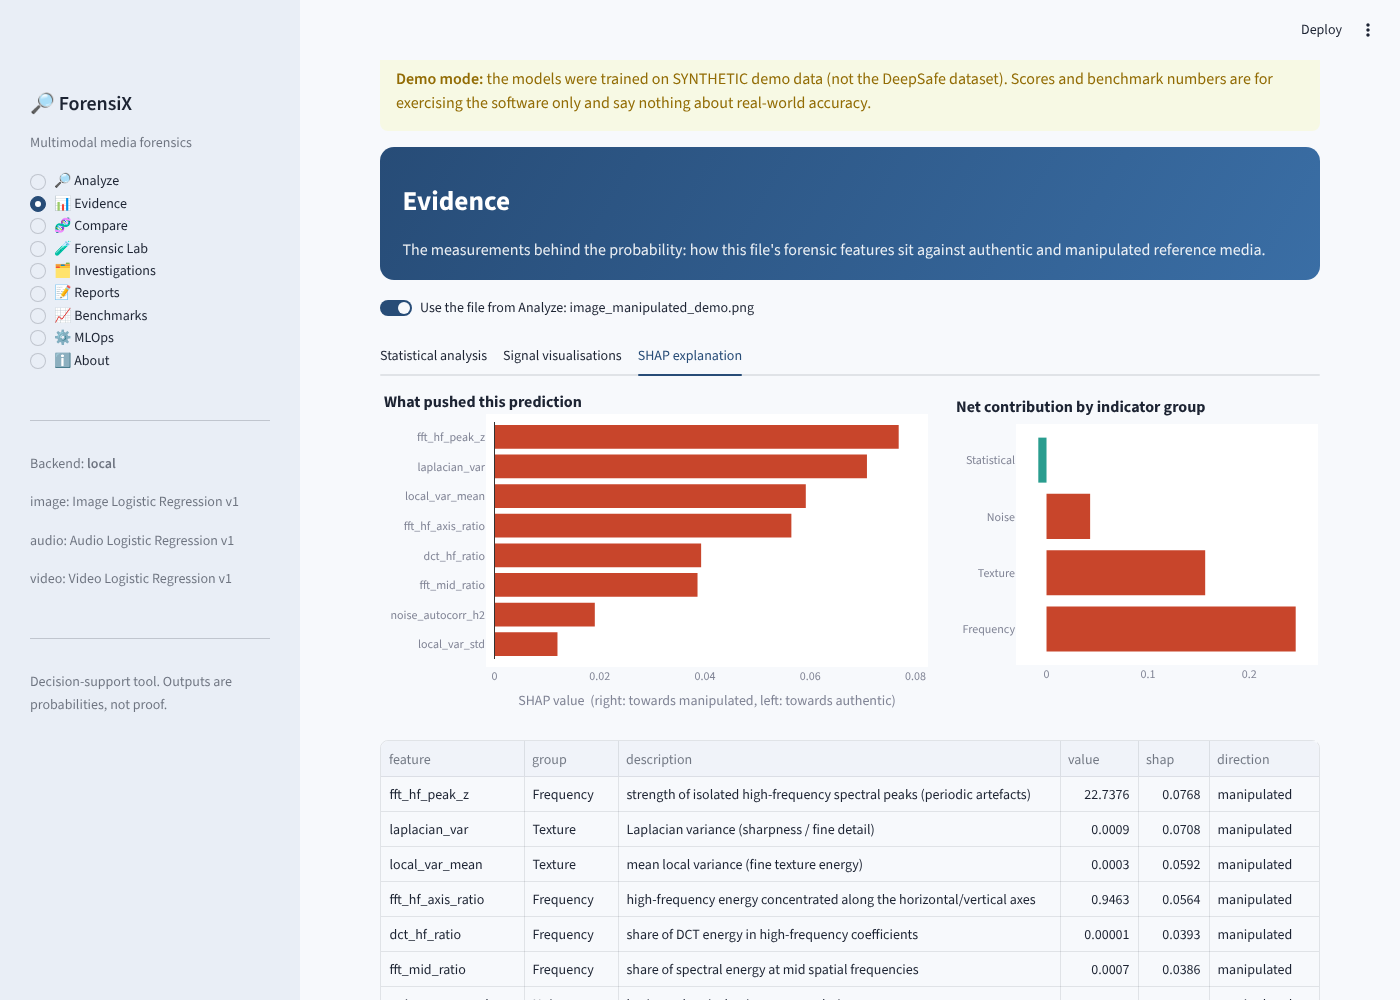 Deploy
ForensiX
Multimodal media forensics
Analyze
Evidence
Compare
Forensic Lab
Investigations
Reports
Benchmarks
MLOps
About
Backend: local
image: Image Logistic Regression v1
audio: Audio Logistic Regression v1
video: Video Logistic Regression v1
Decision-support tool. Outputs are
probabilities, not proof.
Demo mode: the models were trained on SYNTHETIC demo data (not the DeepSafe dataset). Scores and benchmark numbers are for
exercising the software only and say nothing about real-world accuracy.
Evidence
The measurements behind the probability: how this file's forensic features sit against authentic and manipulated reference media.
Use the file from Analyze: image_manipulated_demo.png
Statistical analysis Signal visualisations SHAP explanation
What pushed this prediction
fft_hf_peak_z
laplacian_var
local_var_mean
fft_hf_axis_ratio
dct_hf_ratio
fft_mid_ratio
noise_autocorr_h2
local_var_std
0 0.02 0.04 0.06 0.08
SHAP value (right: towards manipulated, left: towards authentic)
Net contribution by indicator group
Statistical
Noise
Texture
Frequency
0 0.1 0.2
feature group description value shap direction
fft_hf_peak_z Frequency strength of isolated high-frequency spectral peaks (periodic artefacts) 22.7376 0.0768 manipulated
laplacian_var Texture Laplacian variance (sharpness / fine detail) 0.0009 0.0708 manipulated
local_var_mean Texture mean local variance (fine texture energy) 0.0003 0.0592 manipulated
fft_hf_axis_ratio Frequency high-frequency energy concentrated along the horizontal/vertical axes 0.9463 0.0564 manipulated
dct_hf_ratio Frequency share of DCT energy in high-frequency coefficients 0.00001 0.0393 manipulated
fft_mid_ratio Frequency share of spectral energy at mid spatial frequencies 0.0007 0.0386 manipulated